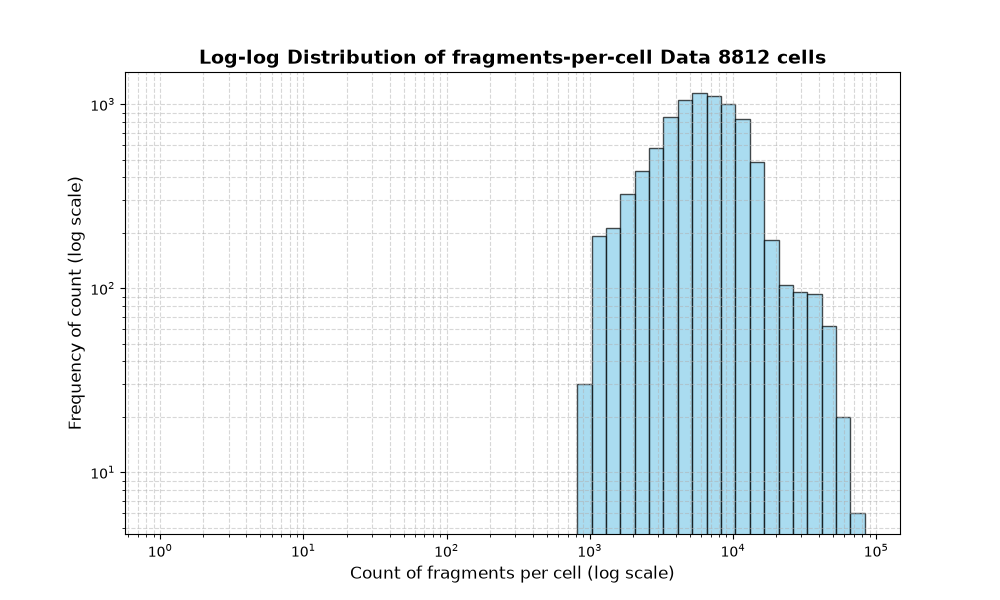 Log-log Distribution of fragments-per-cell Data 8812 cells
Frequency of count (log scale)
10³
10²
10¹
10⁰ 10¹ 10² 10³ 10⁴ 10⁵
Count of fragments per cell (log scale)